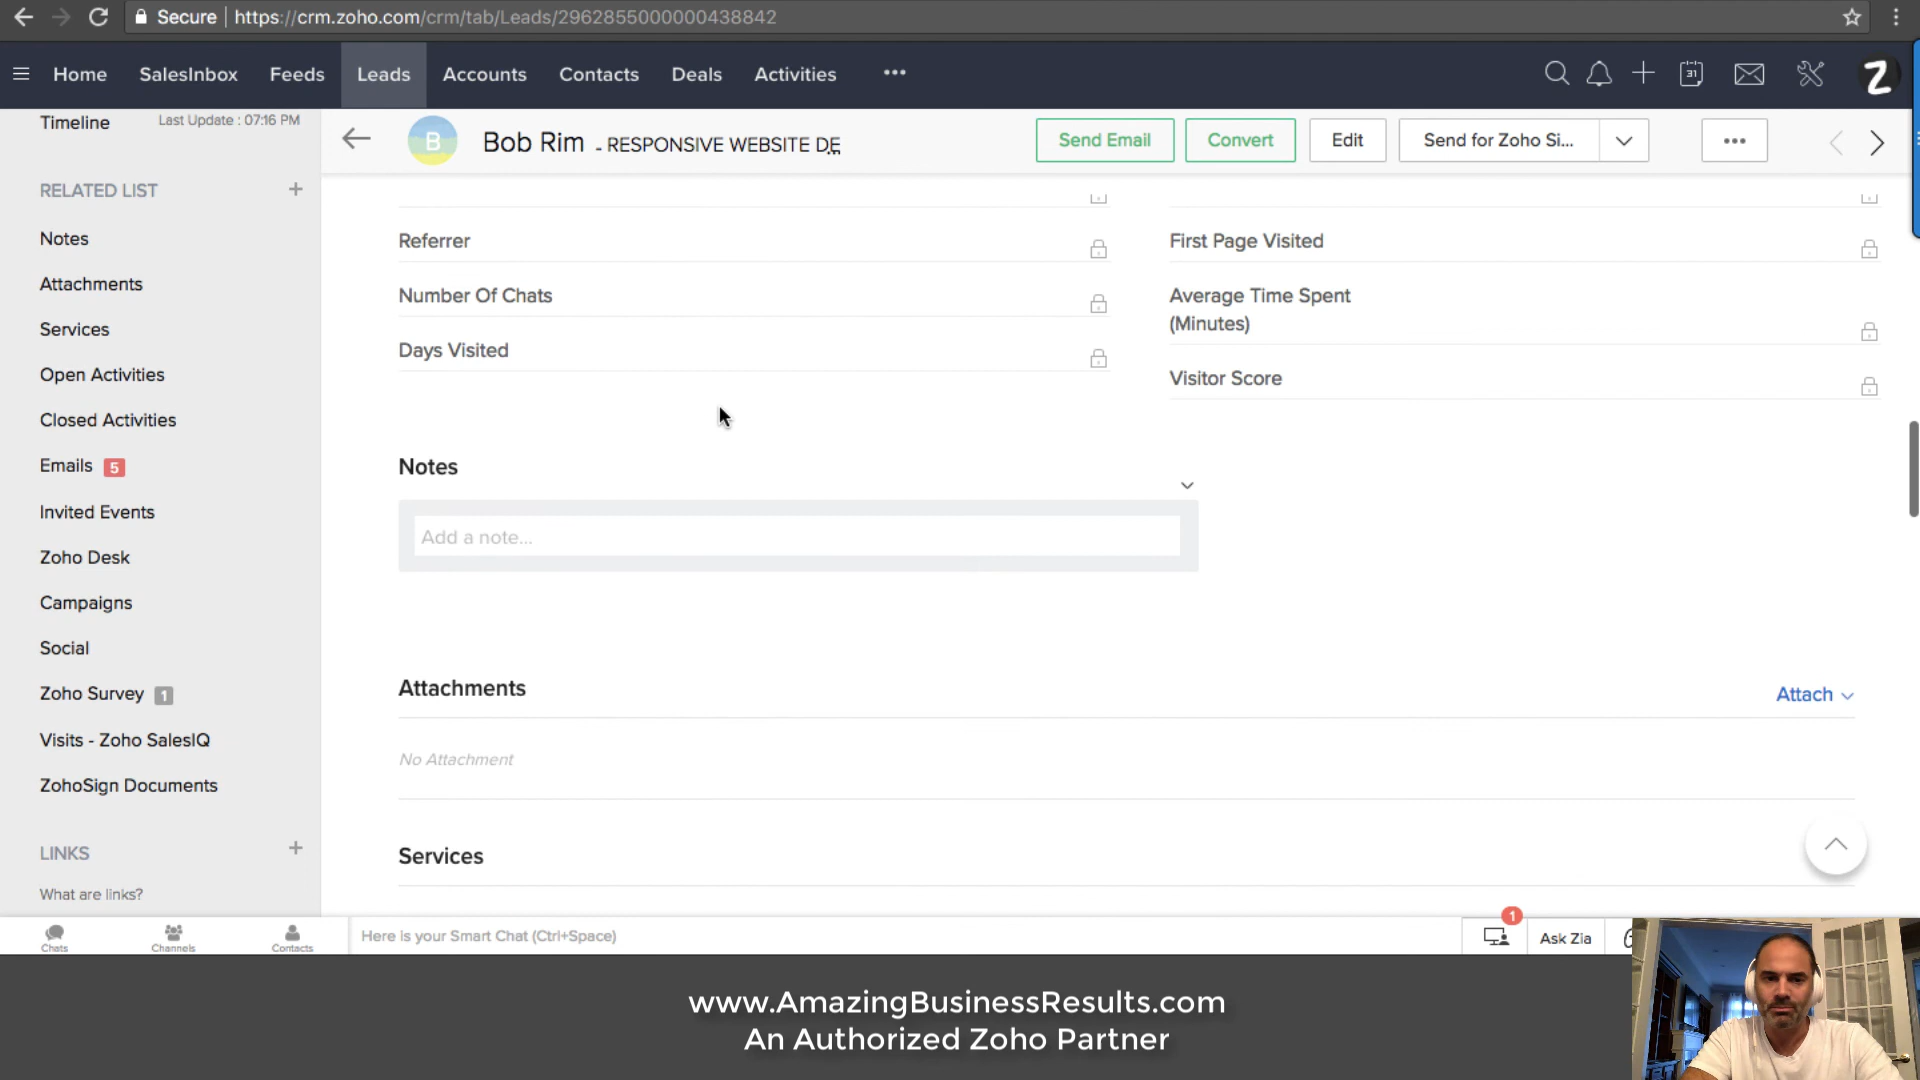 Secure https://crm.zoho.com/crm/tab/Leads/2962855000000438842
Home SalesInbox Feeds Leads Accounts Contacts Deals Activities
31
Z
Timeline Last Update : 07:16 PM
B Bob Rim - RESPONSIVE WEBSITE DE...
Send Email Convert Edit Send for Zoho Si...
RELATED LIST
Notes
Attachments
Services
Open Activities
Closed Activities
Emails 5
Invited Events
Zoho Desk
Campaigns
Social
Zoho Survey 1
Visits - Zoho SalesIQ
ZohoSign Documents
LINKS
What are links?
Referrer
Number Of Chats
Days Visited
First Page Visited
Average Time Spent
(Minutes)
Visitor Score
Notes
Add a note...
Attachments
Attach
No Attachment
Services
Chats Channels Contacts
Here is your Smart Chat (Ctrl+Space)
1
Ask Zia
www.AmazingBusinessResults.com
An Authorized Zoho Partner